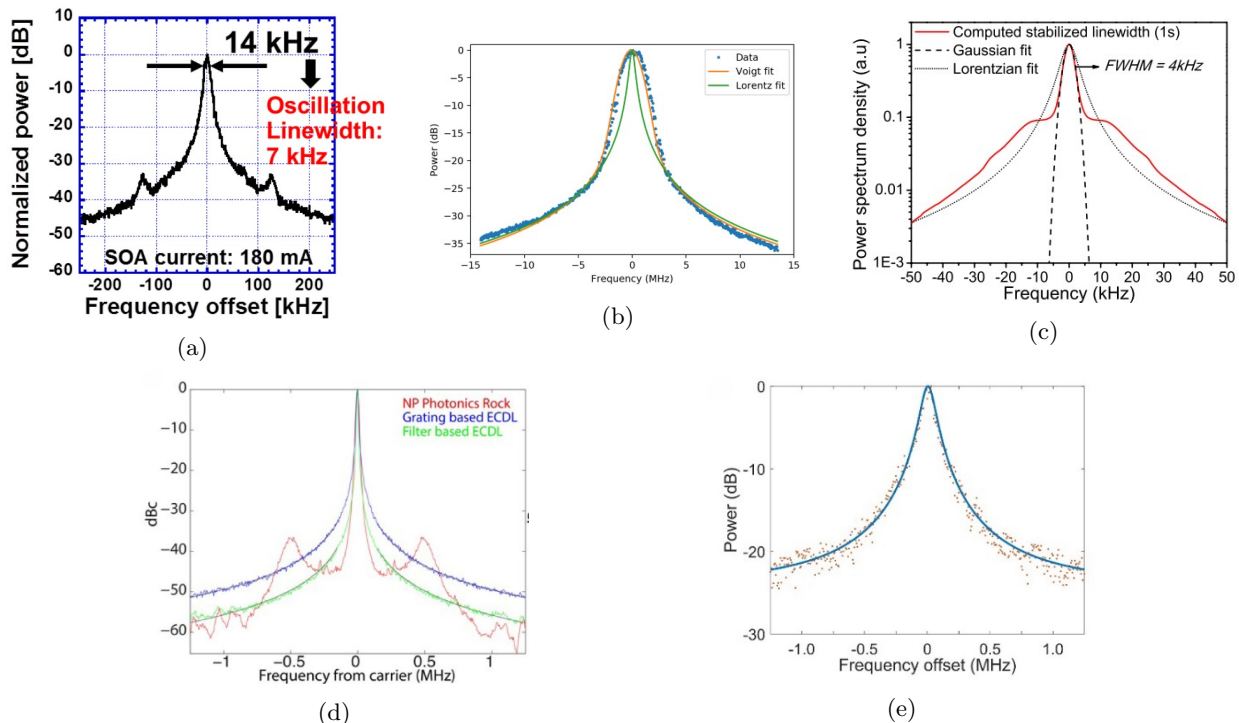 Normalized power [dB]
10
0
-10
-20
-30
-40
-50
-60
14 kHz
Oscillation
Linewidth:
7 kHz
SOA current: 180 mA
-200 -100 0 100 200
Frequency offset [kHz]
(a)
Power (dB)
0
−5
−10
−15
−20
−25
−30
−35
Data
Voigt fit
Lorentz fit
−15 −10 −5 0 5 10 15
Frequency (MHz)
(b)
Power spectrum density (a.u)
1
0.1
0.01
1E-3
Computed stabilized linewidth (1s)
Gaussian fit
Lorentzian fit
FWHM = 4kHz
-50 -40 -30 -20 -10 0 10 20 30 40 50
Frequency (kHz)
(c)
dBc
0
−10
−20
−30
−40
−50
−60
NP Photonics Rock
Grating based ECDL
Filter based ECDL
−1 −0.5 0 0.5 1
Frequency from carrier (MHz)
(d)
Power (dB)
0
-10
-20
-30
-1.0 -0.5 0 0.5 1.0
Frequency offset (MHz)
(e)